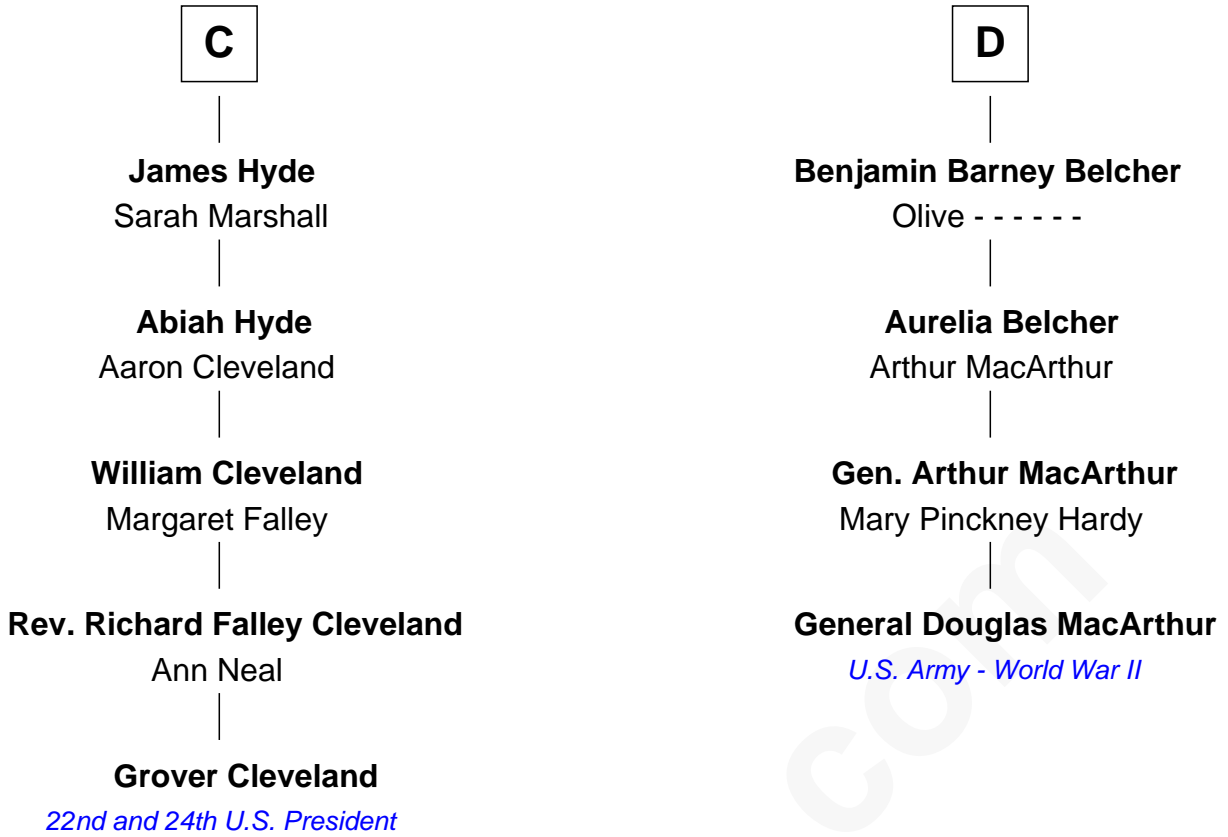 C
James Hyde
Sarah Marshall
Abiah Hyde
Aaron Cleveland
William Cleveland
Margaret Falley
Rev. Richard Falley Cleveland
Ann Neal
Grover Cleveland
22nd and 24th U.S. President
D
Benjamin Barney Belcher
Olive - - - - - -
Aurelia Belcher
Arthur MacArthur
Gen. Arthur MacArthur
Mary Pinckney Hardy
General Douglas MacArthur
U.S. Army - World War II
com